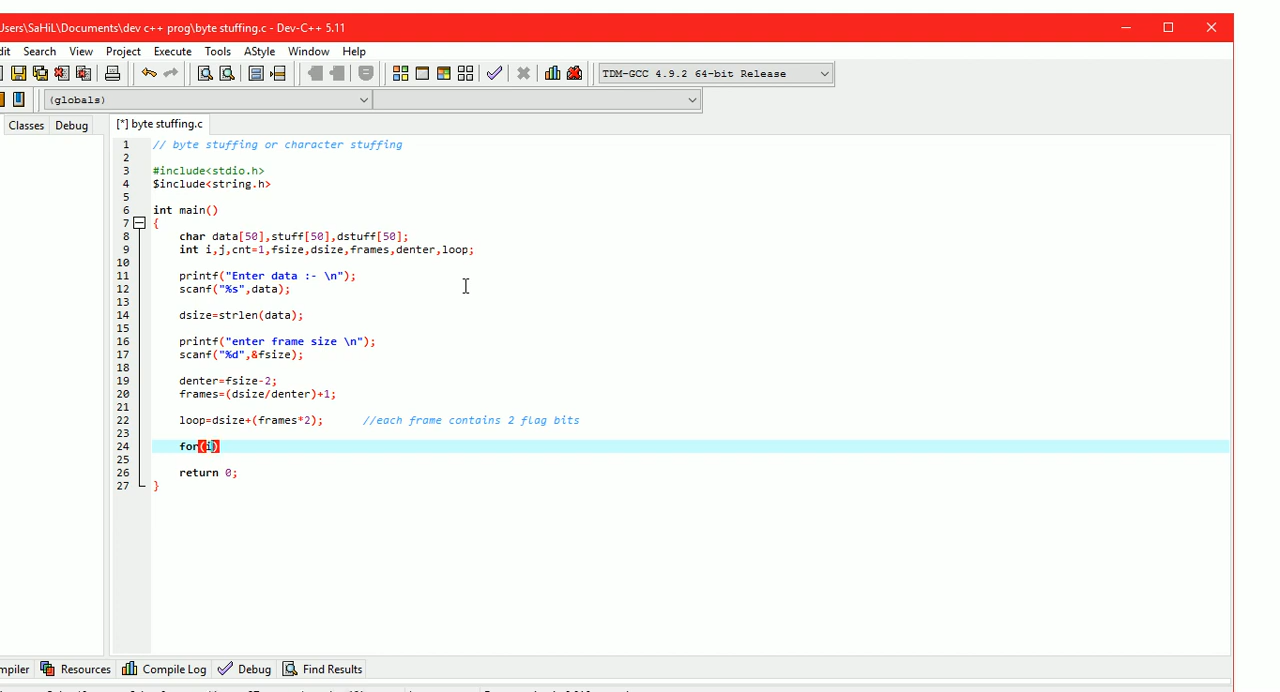 Users\SaHiL\Documents\dev c++ prog\byte stuffing.c - Dev-C++ 5.11
dit Search View Project Execute Tools AStyle Window Help
TDM-GCC 4.9.2 64-bit Release
(globals)
Classes Debug [*] byte stuffing.c
1 // byte stuffing or character stuffing
2
3 #include<stdio.h>
4 $include<string.h>
5
6 int main()
7 {
8 char data[50],stuff[50],dstuff[50];
9 int i,j,cnt=1,fsize,dsize,frames,denter,loop;
10
11 printf("Enter data :- \n");
12 scanf("%s",data);
13
14 dsize=strlen(data);
15
16 printf("enter frame size \n");
17 scanf("%d",&fsize);
18
19 denter=fsize-2;
20 frames=(dsize/denter)+1;
21
22 loop=dsize+(frames*2); //each frame contains 2 flag bits
23
24 for(i)
25
26 return 0;
27 }
mpiler Resources Compile Log Debug Find Results